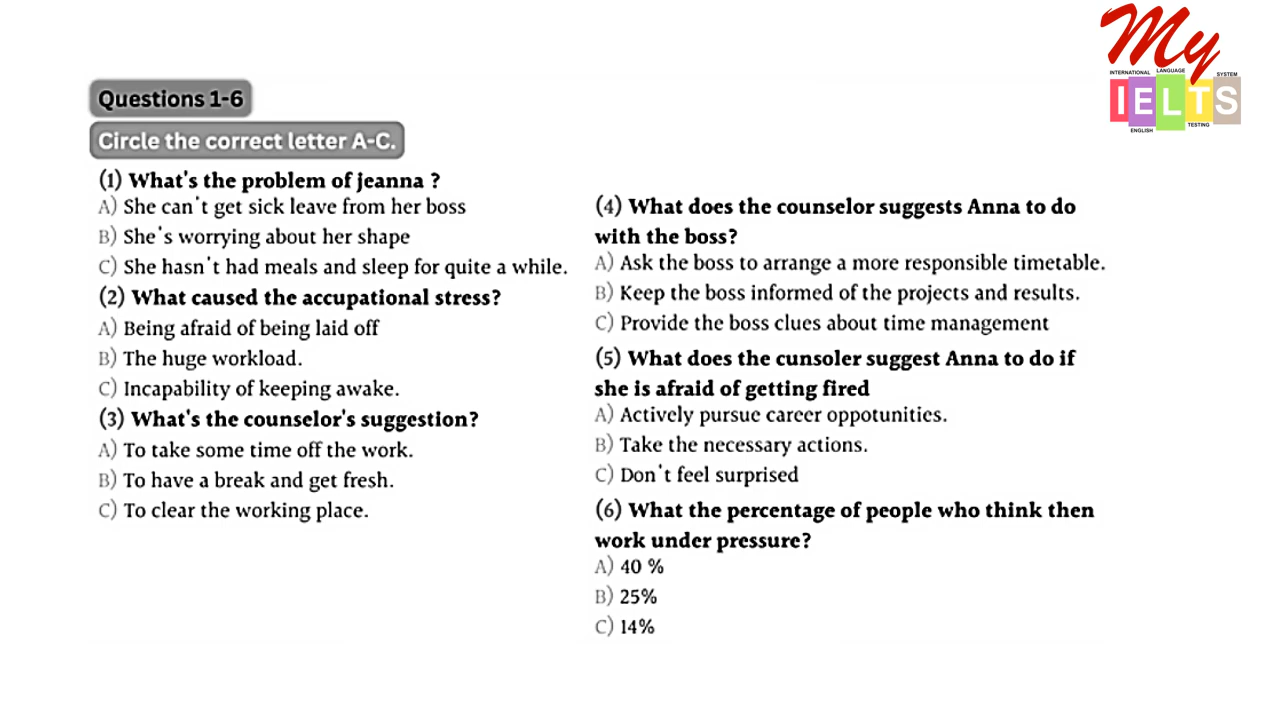 My
INTERNATIONAL LANGUAGE SYSTEM
IELTS
ENGLISH TESTING
Questions 1-6
Circle the correct letter A-C.
(1) What's the problem of jeanna ?
A) She can't get sick leave from her boss
B) She's worrying about her shape
C) She hasn't had meals and sleep for quite a while.
(2) What caused the accupational stress?
A) Being afraid of being laid off
B) The huge workload.
C) Incapability of keeping awake.
(3) What's the counselor's suggestion?
A) To take some time off the work.
B) To have a break and get fresh.
C) To clear the working place.
(4) What does the counselor suggests Anna to do
with the boss?
A) Ask the boss to arrange a more responsible timetable.
B) Keep the boss informed of the projects and results.
C) Provide the boss clues about time management
(5) What does the cunsoler suggest Anna to do if
she is afraid of getting fired
A) Actively pursue career oppotunities.
B) Take the necessary actions.
C) Don't feel surprised
(6) What the percentage of people who think then
work under pressure?
A) 40 %
B) 25%
C) 14%